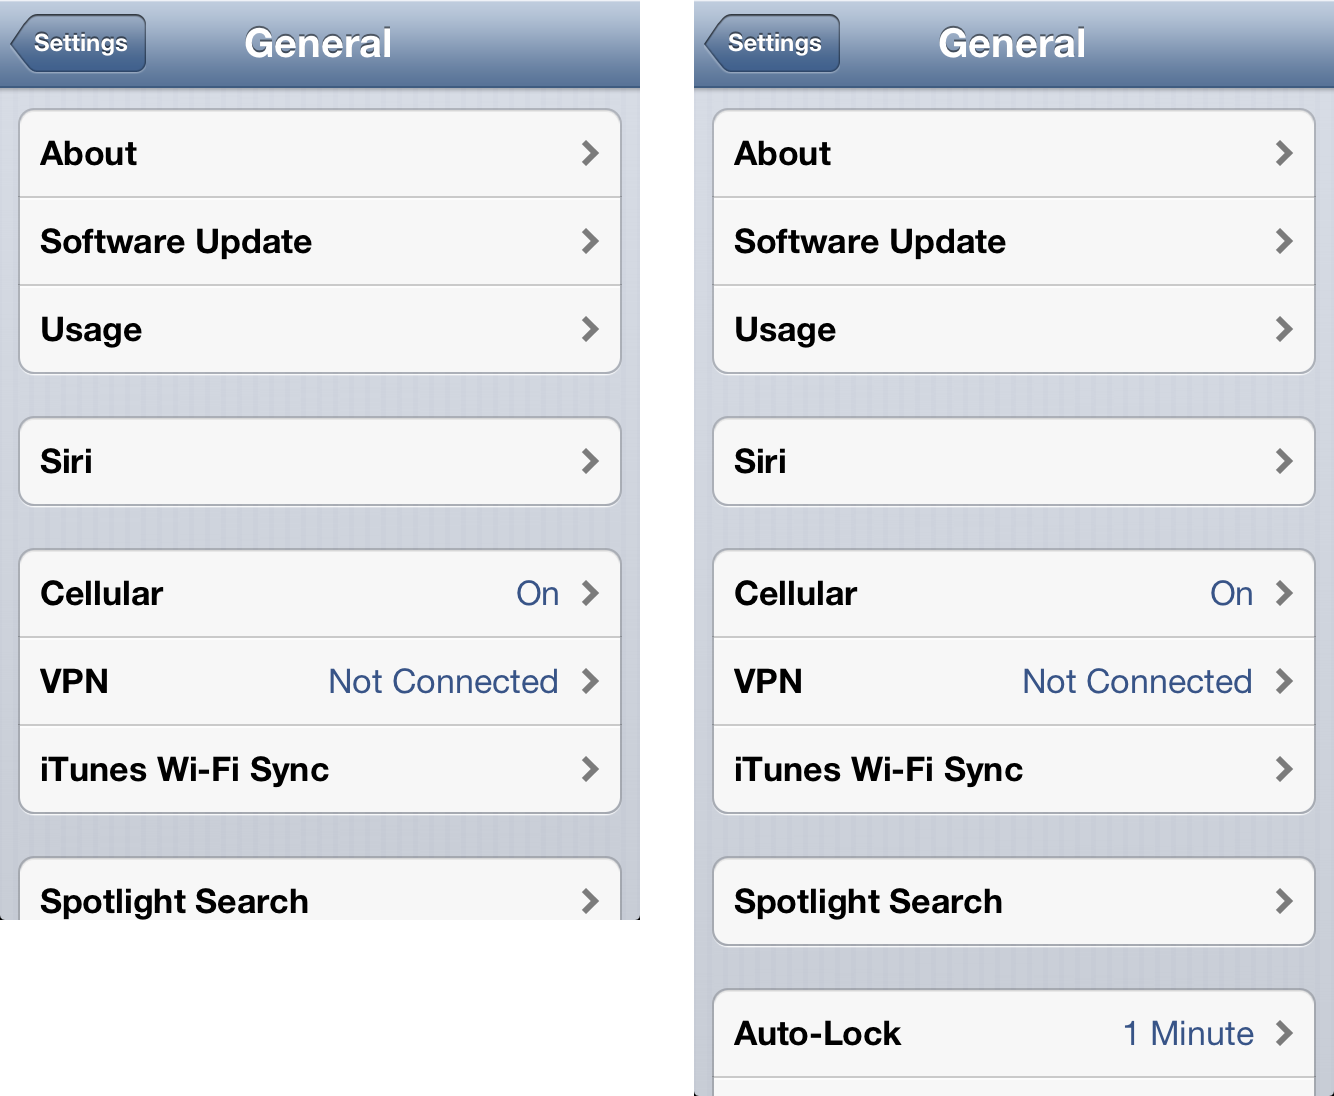 Settings
General
About
Software Update
Usage
Siri
Cellular On
VPN Not Connected
iTunes Wi-Fi Sync
Spotlight Search
Settings
General
About
Software Update
Usage
Siri
Cellular On
VPN Not Connected
iTunes Wi-Fi Sync
Spotlight Search
Auto-Lock 1 Minute